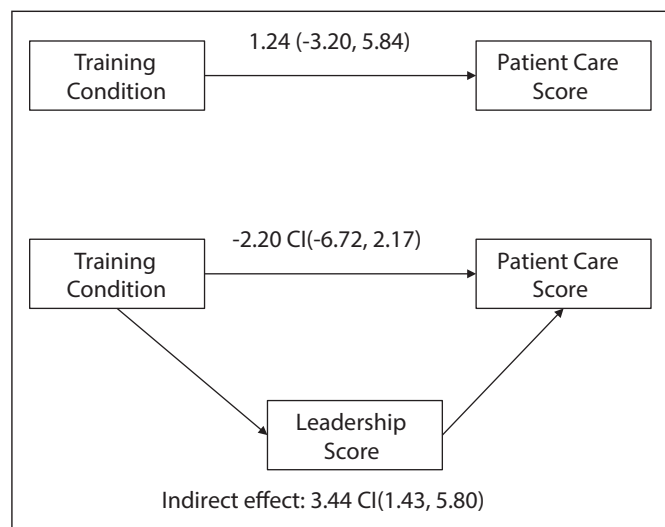 1.24 (-3.20, 5.84)
Training
Condition
Patient Care
Score
-2.20 CI(-6.72, 2.17)
Training
Condition
Patient Care
Score
Leadership
Score
Indirect effect: 3.44 CI(1.43, 5.80)